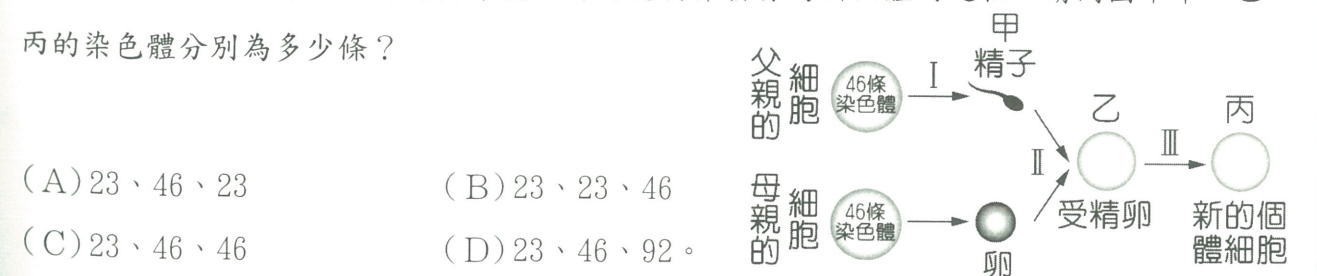 丙的染色體分別為多少條？
(A)23、46、23
(B)23、23、46
(C)23、46、46
(D)23、46、92。
甲
精子
父親的
細胞
46條
染色體
I
乙
丙
II
III
母親的
細胞
46條
染色體
卵
受精卵
新的個
體細胞